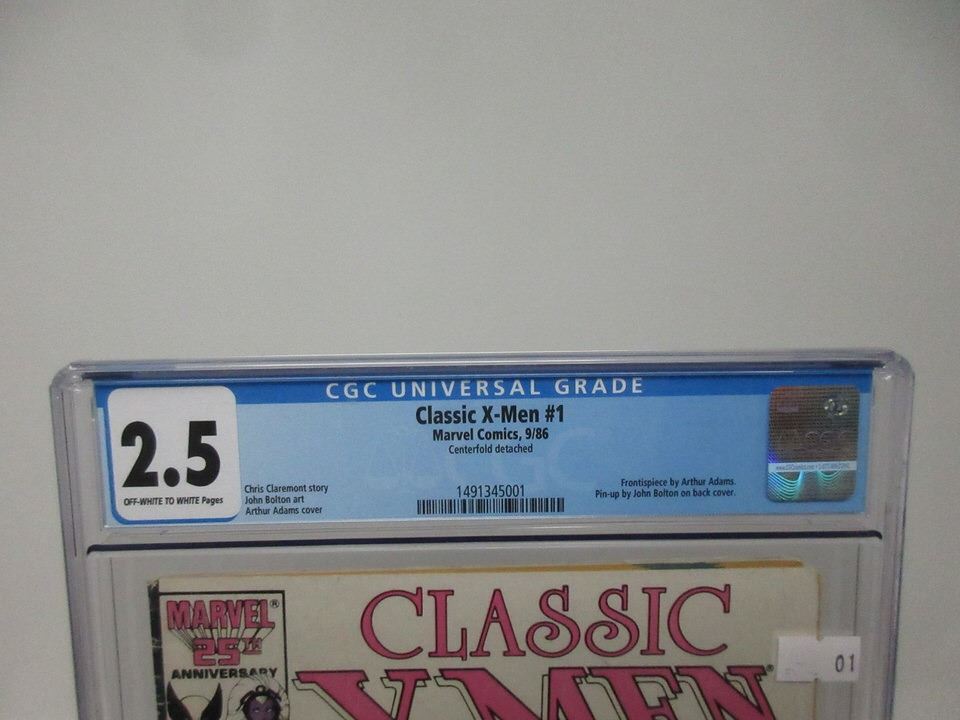 CGC UNIVERSAL GRADE
2.5
OFF-WHITE TO WHITE Pages
Classic X-Men #1
Marvel Comics, 9/86
Centerfold detached
Chris Claremont story
John Bolton art
Arthur Adams cover
1491345001
Frontispiece by Arthur Adams.
Pin-up by John Bolton on back cover.
CGC
MARVEL®
25TH
ANNIVERSARY
CLASSIC
X-MEN®
01